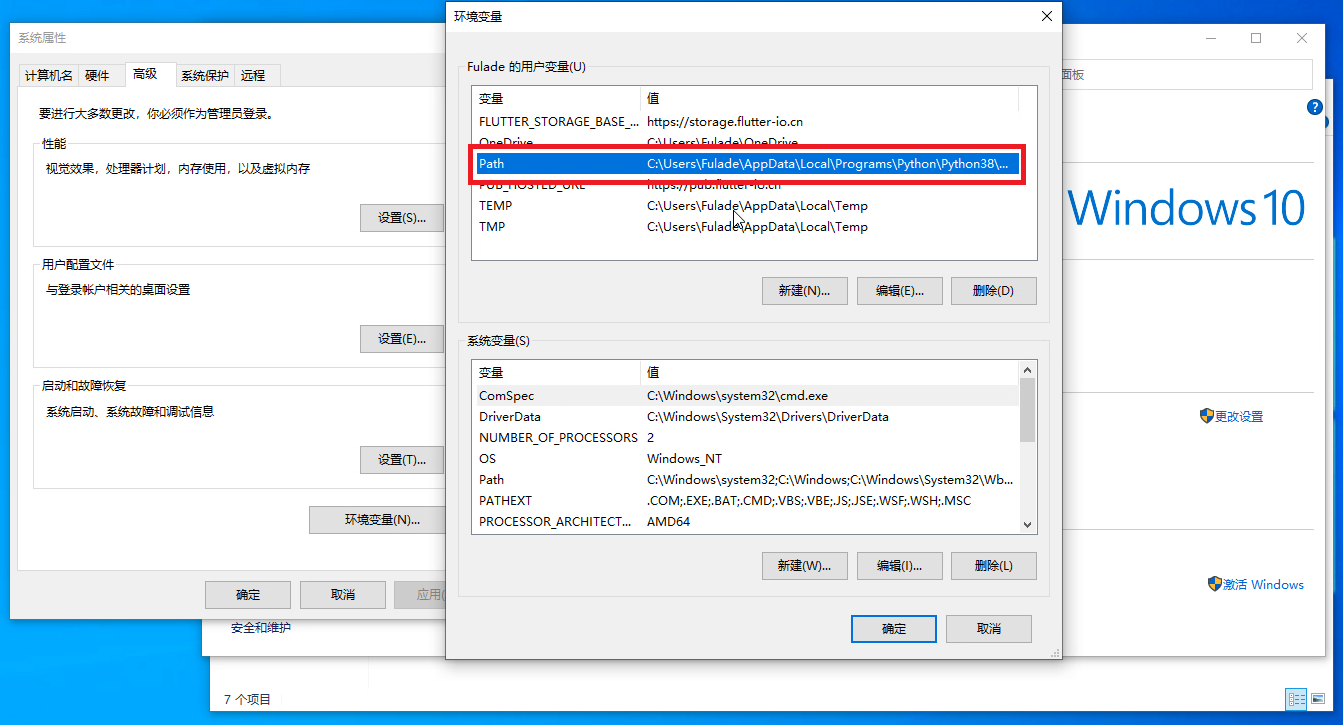 系统属性
计算机名
硬件
高级
系统保护
远程
要进行大多数更改，你必须作为管理员登录。
性能
视觉效果，处理器计划，内存使用，以及虚拟内存
设置(S)...
用户配置文件
与登录帐户相关的桌面设置
设置(E)...
启动和故障恢复
系统启动、系统故障和调试信息
设置(T)...
环境变量(N)...
确定
取消
应用(
环境变量
Fulade 的用户变量(U)
变量 值
FLUTTER_STORAGE_BASE_... https://storage.flutter-io.cn
OneDrive C:\Users\Fulade\OneDrive
Path C:\Users\Fulade\AppData\Local\Programs\Python\Python38\...
PUB_HOSTED_URL https://pub.flutter-io.cn
TEMP C:\Users\Fulade\AppData\Local\Temp
TMP C:\Users\Fulade\AppData\Local\Temp
新建(N)...
编辑(E)...
删除(D)
系统变量(S)
变量 值
ComSpec C:\Windows\system32\cmd.exe
DriverData C:\Windows\System32\Drivers\DriverData
NUMBER_OF_PROCESSORS 2
OS Windows_NT
Path C:\Windows\system32;C:\Windows;C:\Windows\System32\Wb...
PATHEXT .COM;.EXE;.BAT;.CMD;.VBS;.VBE;.JS;.JSE;.WSF;.WSH;.MSC
PROCESSOR_ARCHITECT... AMD64
新建(W)...
编辑(I)...
删除(L)
确定
取消
面板
?
Windows 10
更改设置
激活 Windows
安全和维护
7 个项目